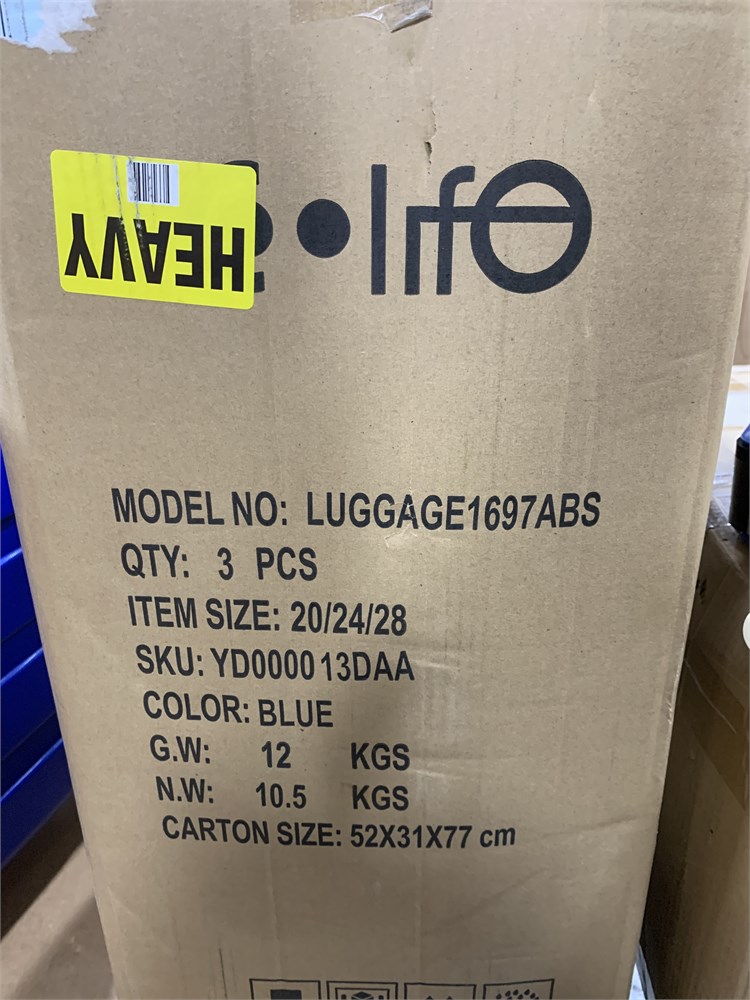 HEAVY
•life
MODEL NO: LUGGAGE1697ABS
QTY: 3 PCS
ITEM SIZE: 20/24/28
SKU: YD000013DAA
COLOR: BLUE
G.W: 12 KGS
N.W: 10.5 KGS
CARTON SIZE: 52X31X77 cm